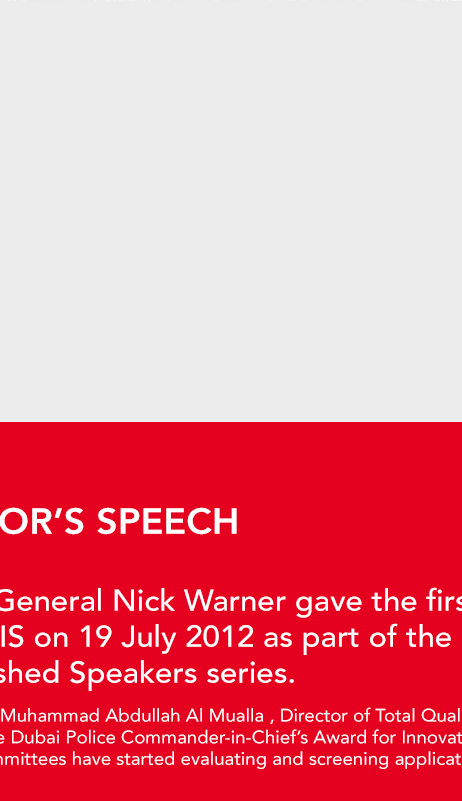 OR'S SPEECH
General Nick Warner gave the firs
IS on 19 July 2012 as part of the
shed Speakers series.
Muhammad Abdullah Al Mualla , Director of Total Qual
e Dubai Police Commander-in-Chief's Award for Innovat
mmittees have started evaluating and screening applicat